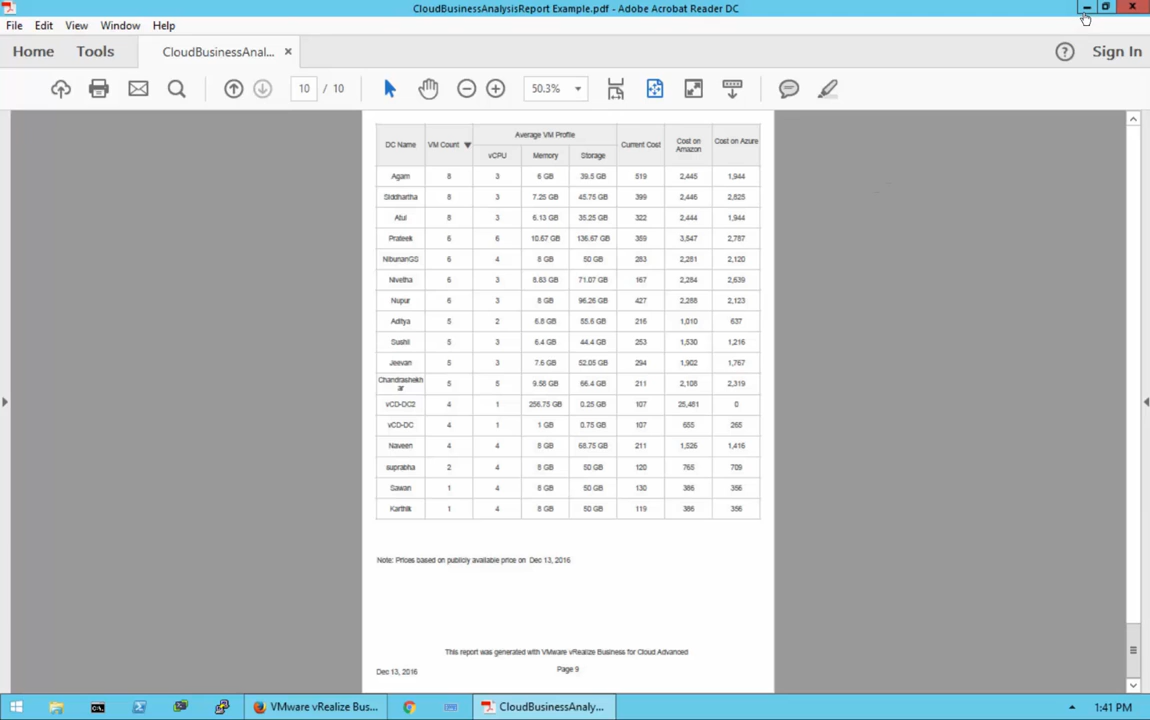 CloudBusinessAnalysisReport Example.pdf - Adobe Acrobat Reader DC
File Edit View Window Help
Home Tools CloudBusinessAnal... × Sign In
10 / 10 50.3%
DC Name VM Count Average VM Profile Current Cost Cost on Amazon Cost on Azure
vCPU Memory Storage
Agam 8 3 6 GB 39.5 GB 519 2,445 1,944
Siddhartha 8 3 7.25 GB 45.75 GB 399 2,446 2,825
Atul 8 3 6.13 GB 35.25 GB 322 2,444 1,944
Prateek 6 6 10.67 GB 136.67 GB 359 3,547 2,787
NibunanGS 6 4 8 GB 50 GB 283 2,281 2,120
Nivetha 6 3 8.83 GB 71.07 GB 167 2,284 2,639
Nupur 6 3 8 GB 96.26 GB 427 2,288 2,123
Aditya 5 2 6.8 GB 55.6 GB 216 1,010 637
Sushil 5 3 6.4 GB 44.4 GB 253 1,530 1,216
Jeevan 5 3 7.6 GB 52.05 GB 294 1,902 1,767
Chandrashekhar 5 5 9.58 GB 66.4 GB 211 2,108 2,319
vCD-DC2 4 1 256.75 GB 0.25 GB 107 25,481 0
vCD-DC 4 1 1 GB 0.75 GB 107 655 265
Naveen 4 4 8 GB 68.75 GB 211 1,526 1,416
suprabha 2 4 8 GB 50 GB 120 765 709
Sawan 1 4 8 GB 50 GB 130 386 356
Karthik 1 4 8 GB 50 GB 119 386 356
Note: Prices based on publicly available price on Dec 13, 2016
This report was generated with VMware vRealize Business for Cloud Advanced
Page 9
Dec 13, 2016
VMware vRealize Bus... CloudBusinessAnaly... 1:41 PM